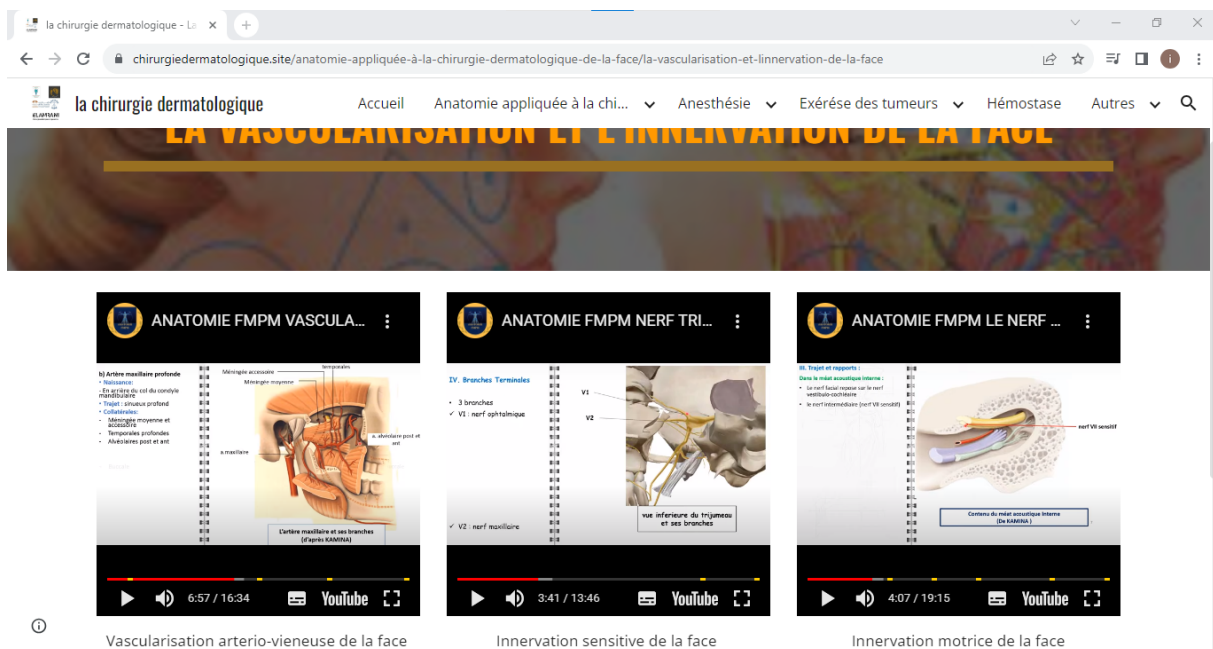 la chirurgie dermatologique - La
chirurgiedermatologique.site/anatomie-appliquée-à-la-chirurgie-dermatologique-de-la-face/la-vascularisation-et-linnervation-de-la-face
la chirurgie dermatologique
Accueil
Anatomie appliquée à la chi...
Anesthésie
Exérése des tumeurs
Hémostase
Autres
LA VASCULARISATION ET L'INNERVATION DE LA FACE
ANATOMIE FMPM VASCULA...
b) Artère maxillaire profonde
• Naissance:
- En arrière du col du condyle
mandibulaire
• Trajet : sinueux profond
• Collatérales:
- Méningée moyenne et
accessoire
- Temporales profondes
- Alvéolaires post et ant
temporales
Méningée accessoire
Méningée moyenne
a. alvéolaire post et
ant
a.maxillaire
L'artère maxillaire et ses branches
(d'après KAMINA)
6:57 / 16:34
YouTube
ANATOMIE FMPM NERF TRI...
IV. Branches Terminales
• 3 branches
✓ V1 : nerf ophtalmique
✓ V2 : nerf maxillaire
V1
V2
vue inferieure du trijumeau
et ses branches
3:41 / 13:46
YouTube
ANATOMIE FMPM LE NERF ...
III. Trajet et rapports :
Dans le méat acoustique interne :
• Le nerf facial repose sur le nerf
vestibulo-cochléaire
• le nerf intermédiaire (nerf VII sensitif)
nerf VII sensitif
Contenu du méat acoustique interne
(De KAMINA )
4:07 / 19:15
YouTube
Vascularisation arterio-vieneuse de la face
Innervation sensitive de la face
Innervation motrice de la face